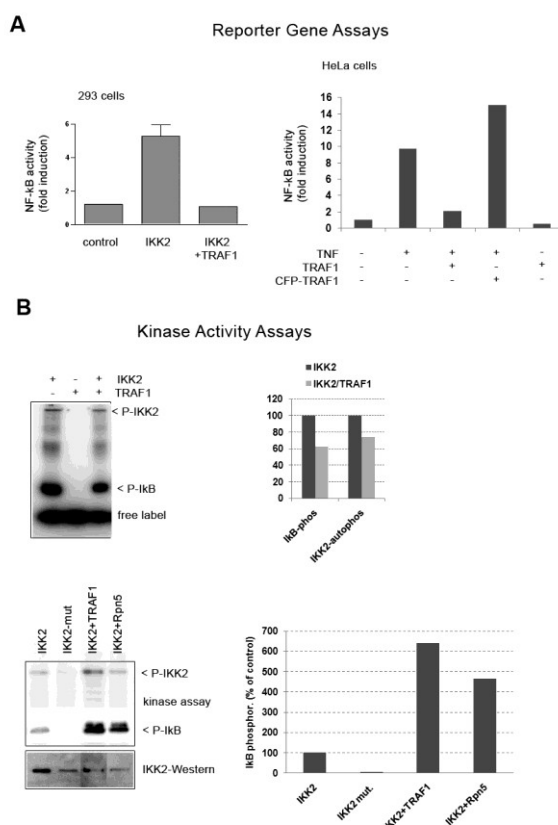 A
Reporter Gene Assays
293 cells
NF-kB activity
(fold induction)
6
4
2
0
control
IKK2
IKK2
+TRAF1
HeLa cells
NF-kB activity
(fold induction)
16
14
12
10
8
6
4
2
0
TNF - + + + -
TRAF1 - - + - +
CFP-TRAF1 - - - + -
B
Kinase Activity Assays
+ - + IKK2
- + + TRAF1
< P-IKK2
< P-IkB
free label
IKK2
IKK2/TRAF1
120
100
80
60
40
20
0
IkB-phos
IKK2-autophos
IKK2
IKK2-mut
IKK2+TRAF1
IKK2+Rpn5
< P-IKK2
kinase assay
< P-IkB
IKK2-Western
IkB phosphor. (% of control)
700
600
500
400
300
200
100
0
IKK2
IKK2 mut.
KK2+TRAF1
IKK2+Rpn5